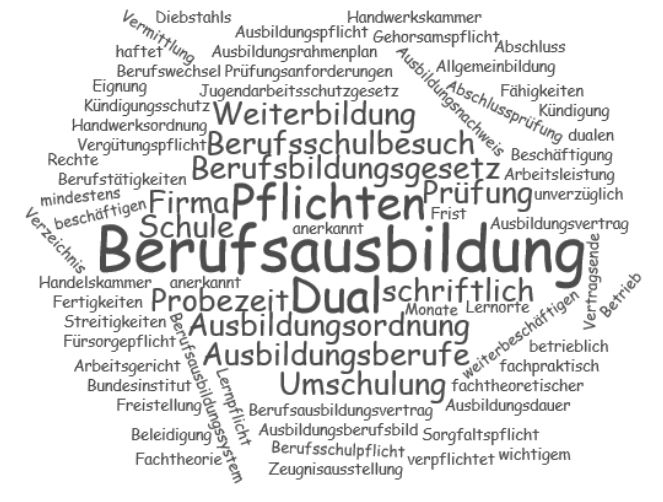 Diebstahls
Handwerkskammer
Vermittlung
Ausbildungspflicht
Gehorsamspflicht
Abschluss
haftet
Ausbildungsrahmenplan
Ausbildungsnachweis
Allgemeinbildung
Berufswechsel
Prüfungsanforderungen
Eignung
Jugendarbeitsschutzgesetz
Abschlussprüfung
Fähigkeiten
Kündigungsschutz
Weiterbildung
Kündigung
Handwerksordnung
dualen
Vergütungspflicht
Berufsschulbesuch
Beschäftigung
Rechte
Berufsbildungsgesetz
Arbeitsleistung
Berufstätigkeiten
mindestens
Firma
Pflichten
Prüfung
unverzüglich
beschäftigen
Frist
Verzeichnis
Schule
anerkannt
Ausbildungsvertrag
Berufsausbildung
Vertragsende
Betrieb
Handelskammer
anerkannt
Dual
schriftlich
Fertigkeiten
Probezeit
Monate
Lernorte
weiterbeschäftigen
Streitigkeiten
Berufsausbildungssystem
Ausbildungsordnung
Fürsorgepflicht
betrieblich
Ausbildungsberufe
Arbeitsgericht
fachpraktisch
Lernpflicht
Bundesinstitut
Umschulung
fachtheoretischer
Freistellung
Berufsausbildungsvertrag
Ausbildungsdauer
Beleidigung
Ausbildungsberufsbild
Sorgfaltspflicht
Berufsschulpflicht
Fachtheorie
verpflichtet
wichtigem
Zeugnisausstellung